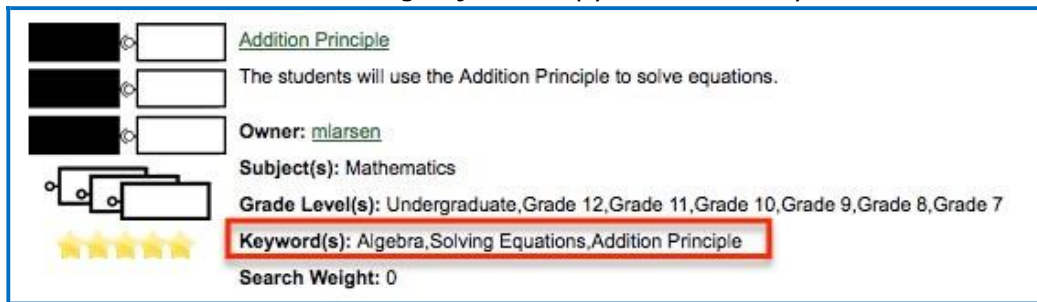 Addition Principle
The students will use the Addition Principle to solve equations.
Owner: mlarsen
Subject(s): Mathematics
Grade Level(s): Undergraduate,Grade 12,Grade 11,Grade 10,Grade 9,Grade 8,Grade 7
Keyword(s): Algebra,Solving Equations,Addition Principle
Search Weight: 0